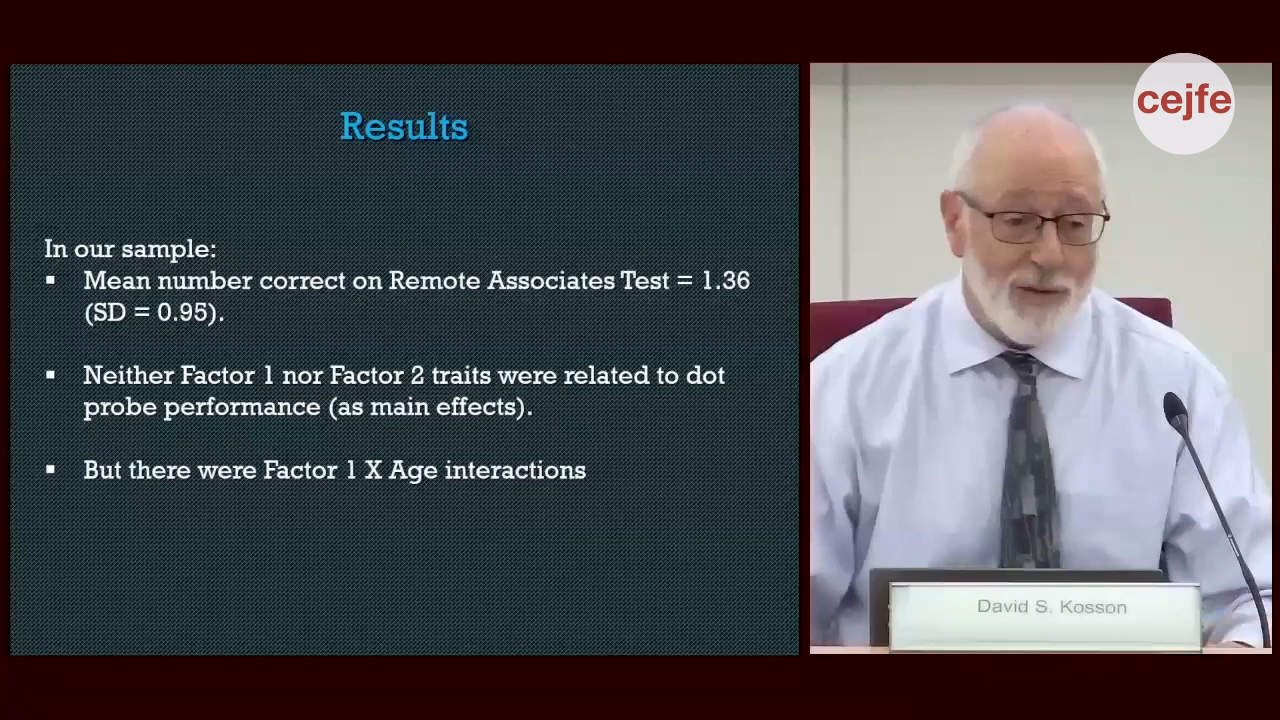 cejfe
Results
In our sample:
▪ Mean number correct on Remote Associates Test = 1.36
(SD = 0.95).
▪ Neither Factor 1 nor Factor 2 traits were related to dot
probe performance (as main effects).
▪ But there were Factor 1 X Age interactions
David S. Kosson